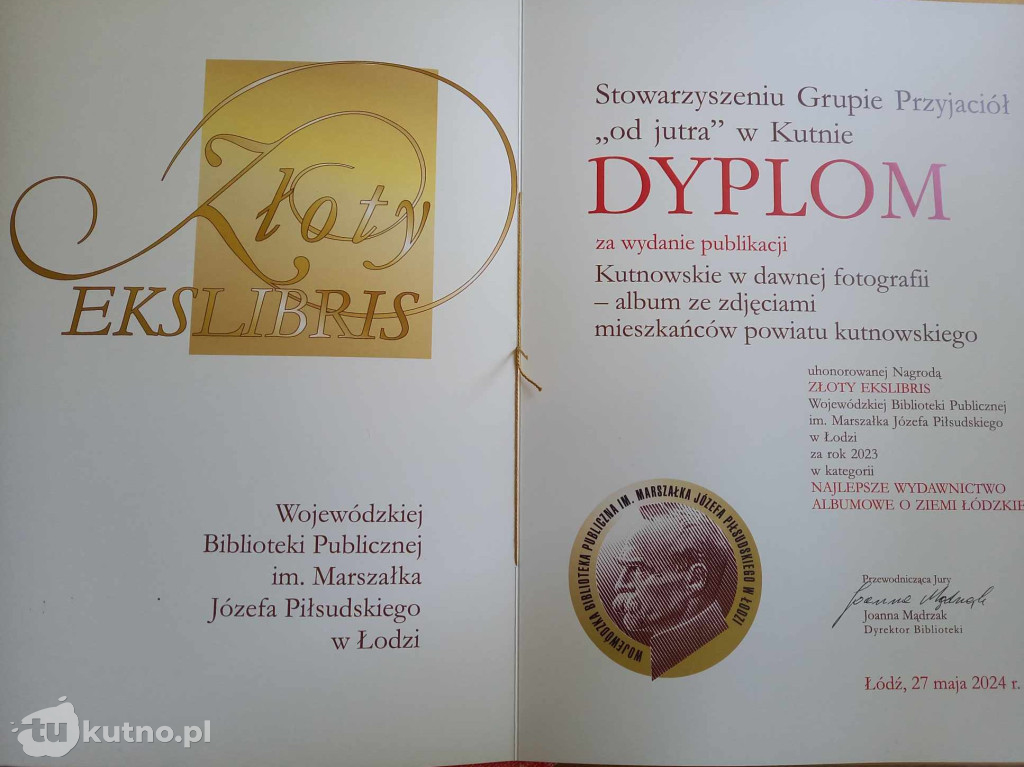 Złoty
EKSLIBRIS
Wojewódzkiej
Biblioteki Publicznej
im. Marszałka
Józefa Piłsudskiego
w Łodzi
Stowarzyszeniu Grupie Przyjaciół
„od jutra” w Kutnie
DYPLOM
za wydanie publikacji
Kutnowskie w dawnej fotografii
– album ze zdjęciami
mieszkańców powiatu kutnowskiego
uhonorowanej Nagrodą
ZŁOTY EKSLIBRIS
Wojewódzkiej Biblioteki Publicznej
im. Marszałka Józefa Piłsudskiego
w Łodzi
za rok 2023
w kategorii
NAJLEPSZE WYDAWNICTWO
ALBUMOWE O ZIEMI ŁÓDZKIE
WOJEWÓDZKA BIBLIOTEKA PUBLICZNA IM. MARSZAŁKA JÓZEFA PIŁSUDSKIEGO W ŁODZI
Przewodnicząca Jury
Joanna Mądrzak
Joanna Mądrzak
Dyrektor Biblioteki
Łódź, 27 maja 2024 r.
tukutno.pl